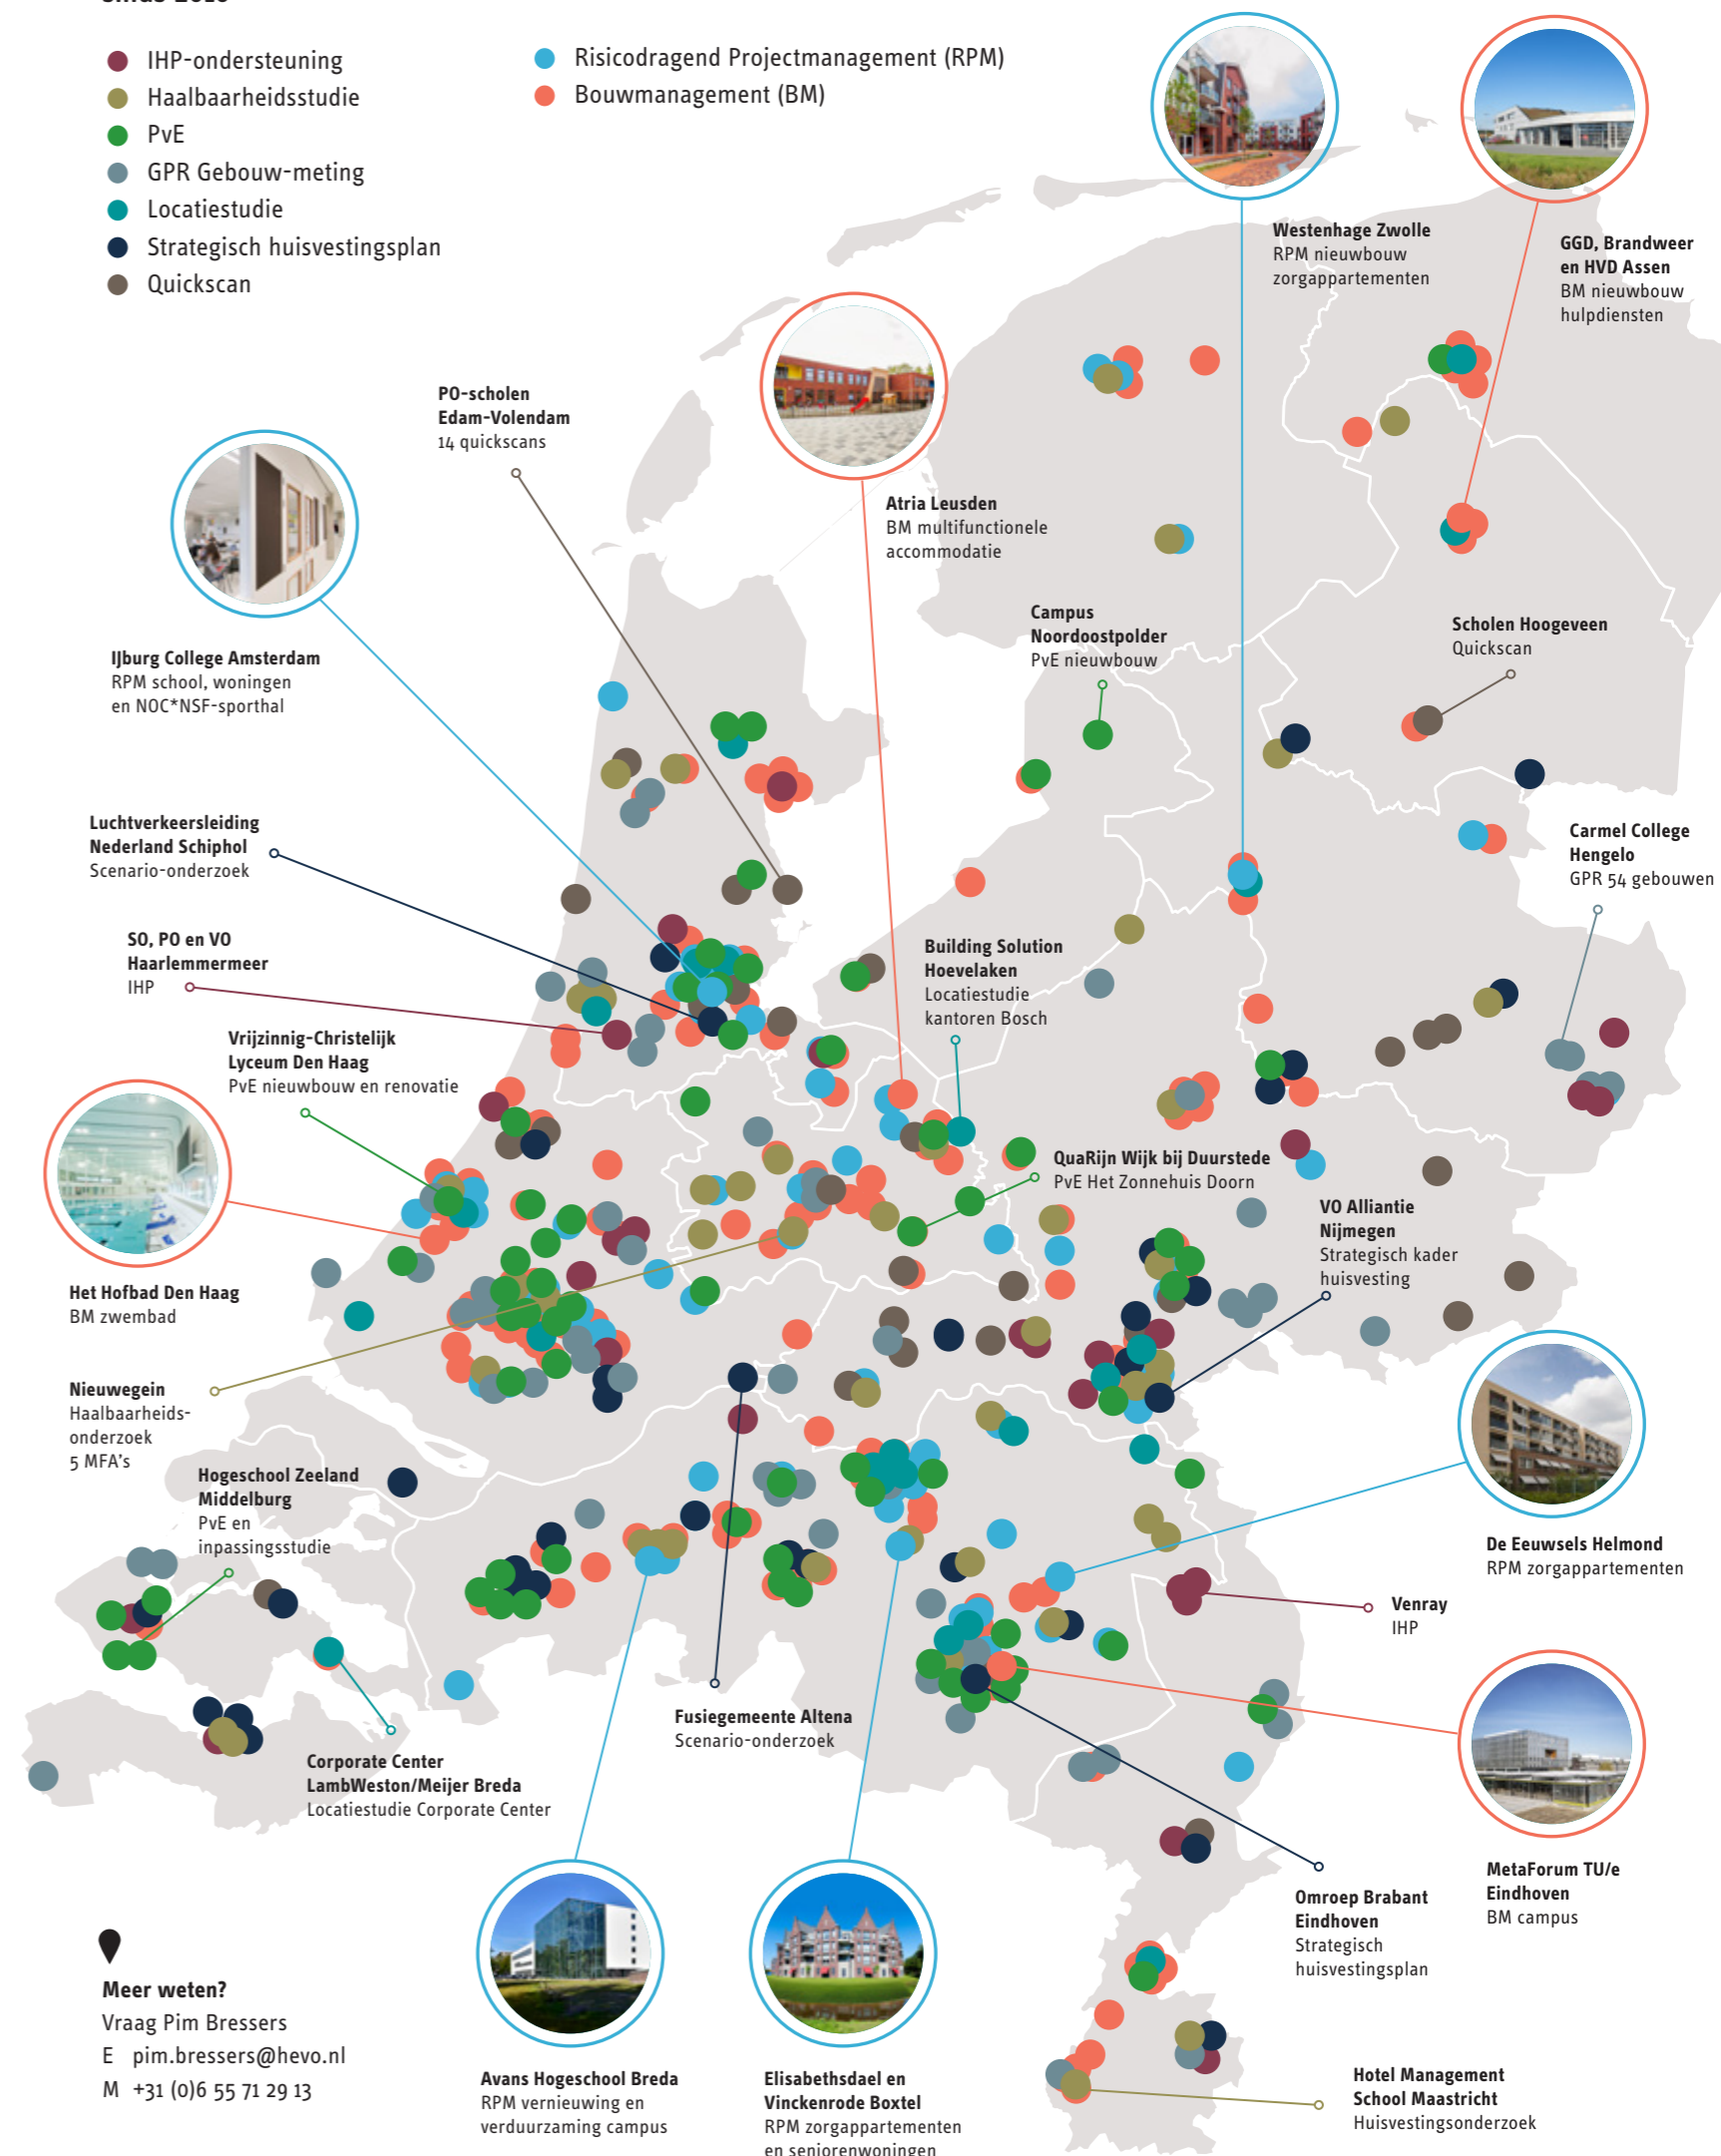 sinds 2010
IHP-ondersteuning
Haalbaarheidsstudie
PvE
GPR Gebouw-meting
Locatiestudie
Strategisch huisvestingsplan
Quickscan
Risicodragend Projectmanagement (RPM)
Bouwmanagement (BM)
Westenhage Zwolle
RPM nieuwbouw
zorgappartementen
GGD, Brandweer
en HVD Assen
BM nieuwbouw
hulpdiensten
PO-scholen
Edam-Volendam
14 quickscans
Atria Leusden
BM multifunctionele
accommodatie
Campus
Noordoostpolder
PvE nieuwbouw
Scholen Hoogeveen
Quickscan
IJburg College Amsterdam
RPM school, woningen
en NOC*NSF-sporthal
Luchtverkeersleiding
Nederland Schiphol
Scenario-onderzoek
Carmel College
Hengelo
GPR 54 gebouwen
SO, PO en VO
Haarlemmermeer
IHP
Building Solution
Hoevelaken
Locatiestudie
kantoren Bosch
Vrijzinnig-Christelijk
Lyceum Den Haag
PvE nieuwbouw en renovatie
QuaRijn Wijk bij Duurstede
PvE Het Zonnehuis Doorn
VO Alliantie
Nijmegen
Strategisch kader
huisvesting
Het Hofbad Den Haag
BM zwembad
Nieuwegein
Haalbaarheids-
onderzoek
5 MFA's
Hogeschool Zeeland
Middelburg
PvE en
inpassingsstudie
De Eeuwsels Helmond
RPM zorgappartementen
Venray
IHP
Fusiegemeente Altena
Scenario-onderzoek
Corporate Center
LambWeston/Meijer Breda
Locatiestudie Corporate Center
MetaForum TU/e
Eindhoven
BM campus
Omroep Brabant
Eindhoven
Strategisch
huisvestingsplan
Meer weten?
Vraag Pim Bressers
E pim.bressers@hevo.nl
M +31 (0)6 55 71 29 13
Avans Hogeschool Breda
RPM vernieuwing en
verduurzaming campus
Elisabethsdael en
Vinckenrode Boxtel
RPM zorgappartementen
en seniorenwoningen
Hotel Management
School Maastricht
Huisvestingsonderzoek